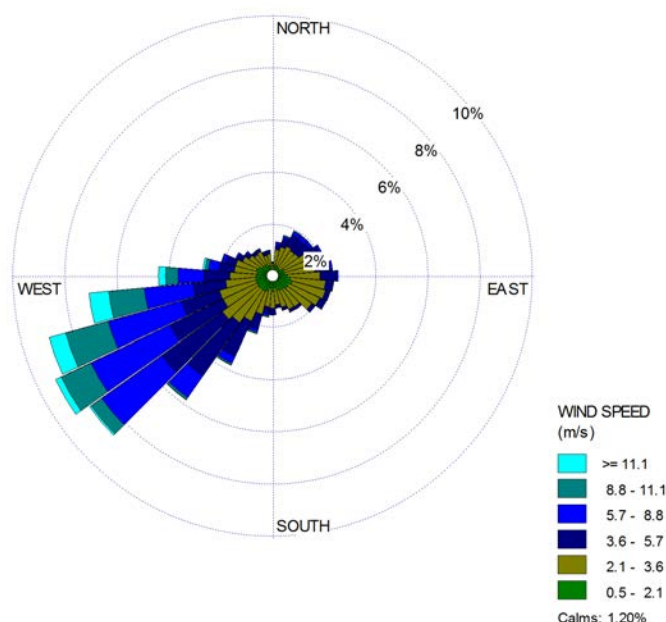 NORTH
10%
8%
6%
4%
2%
WEST
EAST
SOUTH
WIND SPEED
(m/s)
>= 11.1
8.8 - 11.1
5.7 - 8.8
3.6 - 5.7
2.1 - 3.6
0.5 - 2.1
Calms: 1.20%